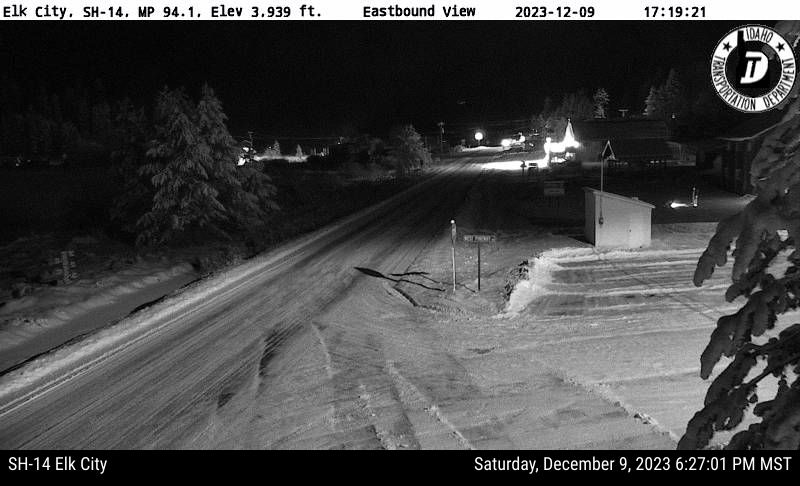 Elk City, SH-14, MP 94.1, Elev 3,939 ft. Eastbound View 2023-12-09 17:19:21
IDAHO
TRANSPORTATION DEPARTMENT
SH-14 Elk City Saturday, December 9, 2023 6:27:01 PM MST